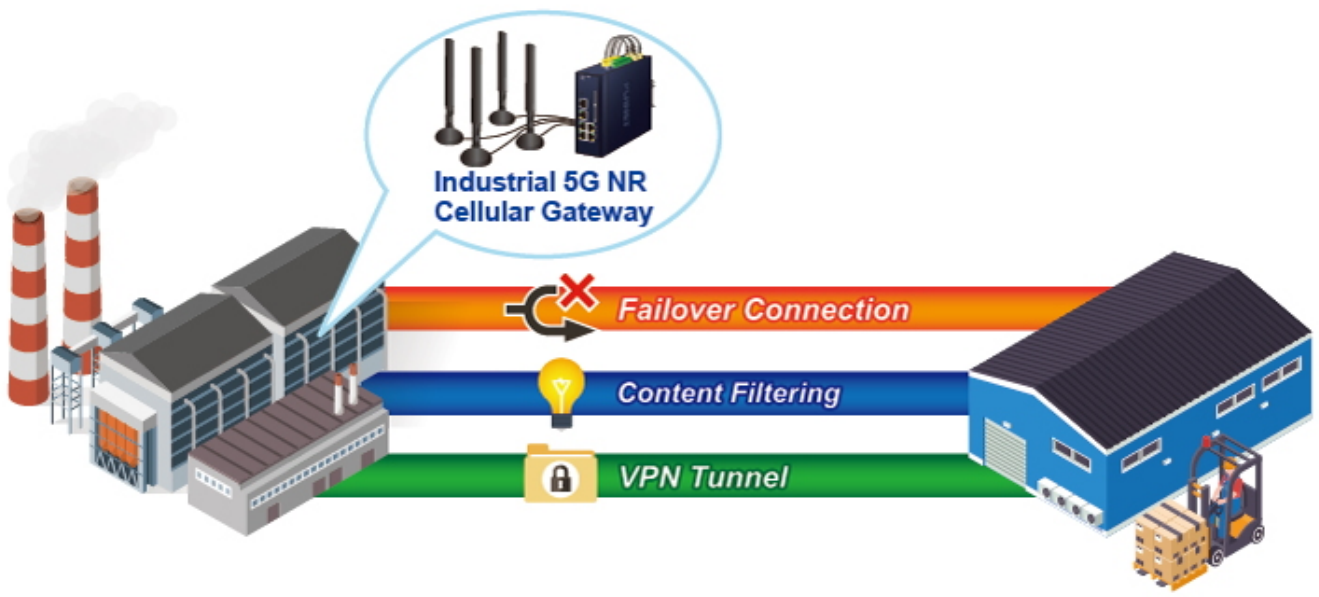 Industrial 5G NR
Cellular Gateway
Failover Connection
Content Filtering
VPN Tunnel